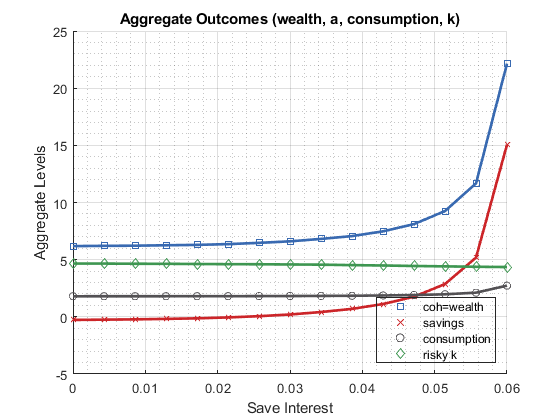 Aggregate Outcomes (wealth, a, consumption, k)
25
20
15
10
5
0
-5
Aggregate Levels
coh=wealth
savings
consumption
risky k
0
0.01
0.02
0.03
0.04
0.05
0.06
Save Interest